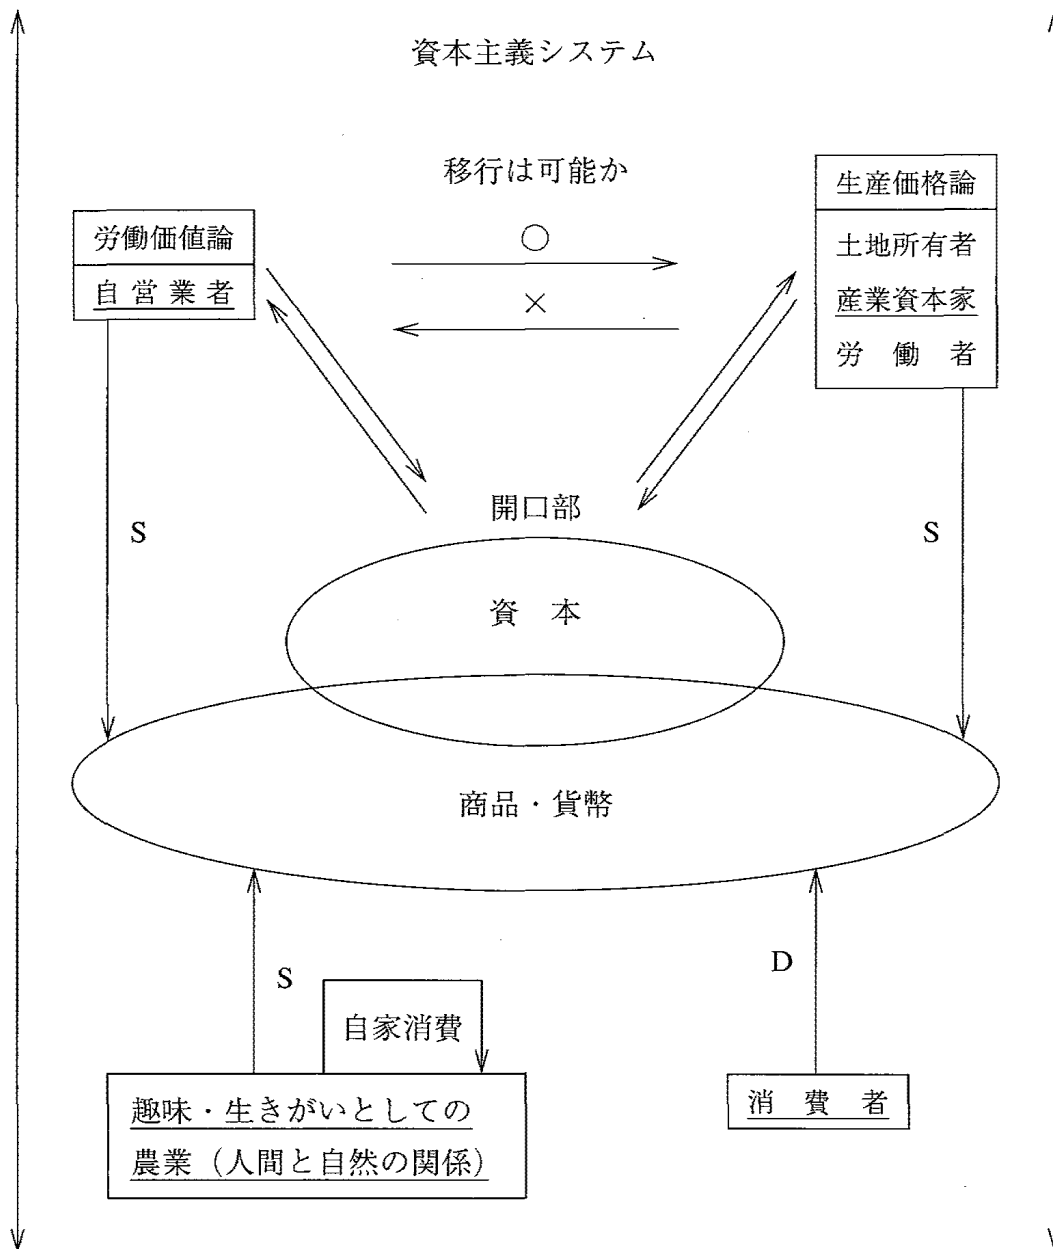 資本主義システム
移行は可能か
生産価格論
土地所有者
産業資本家
労働者
労働価値論
自営業者
○
×
開口部
S
S
資本
商品・貨幣
S
D
自家消費
趣味・生きがいとしての
農業（人間と自然の関係）
消費者